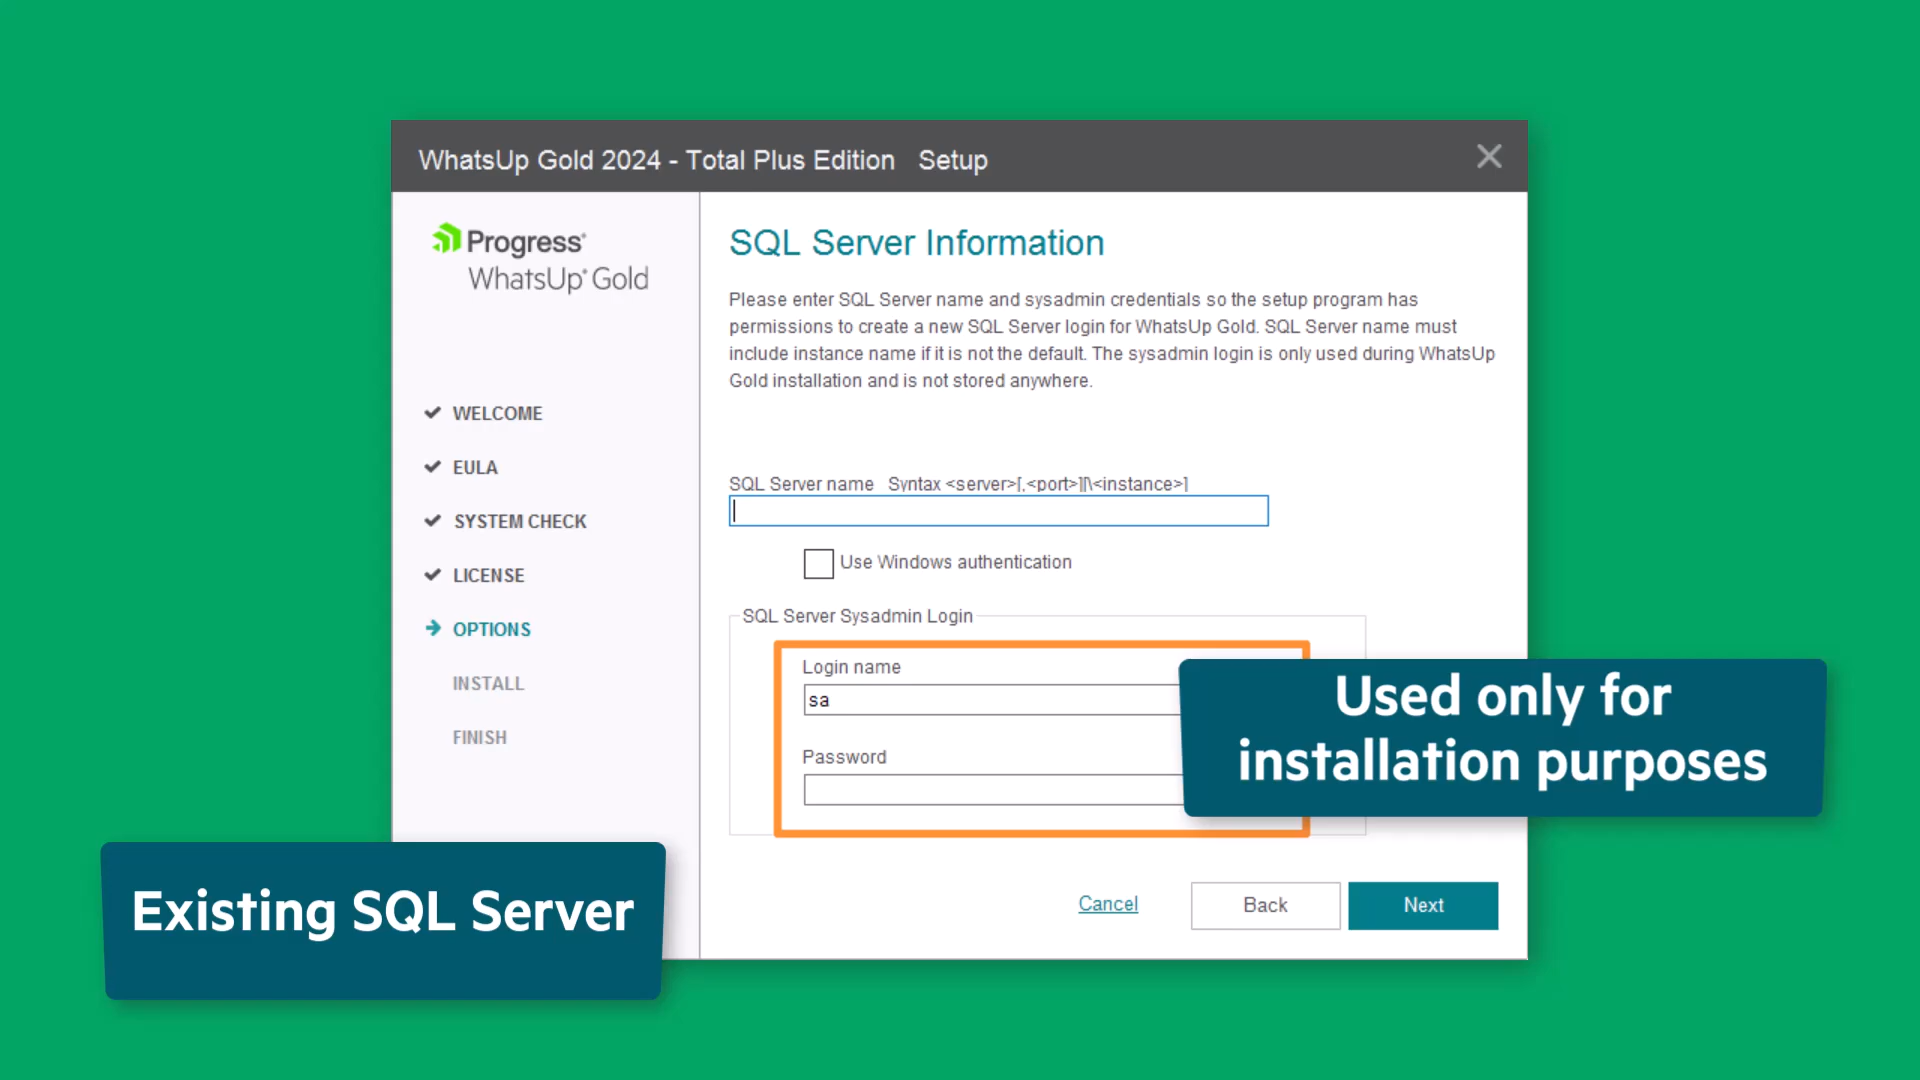 WhatsUp Gold 2024 - Total Plus Edition Setup
Progress®
WhatsUp® Gold
WELCOME
EULA
SYSTEM CHECK
LICENSE
OPTIONS
INSTALL
FINISH
SQL Server Information
Please enter SQL Server name and sysadmin credentials so the setup program has
permissions to create a new SQL Server login for WhatsUp Gold. SQL Server name must
include instance name if it is not the default. The sysadmin login is only used during WhatsUp
Gold installation and is not stored anywhere.
SQL Server name Syntax <server>[,<port>][\<instance>]
Use Windows authentication
SQL Server Sysadmin Login
Login name
sa
Password
Used only for
installation purposes
Cancel
Back
Next
Existing SQL Server